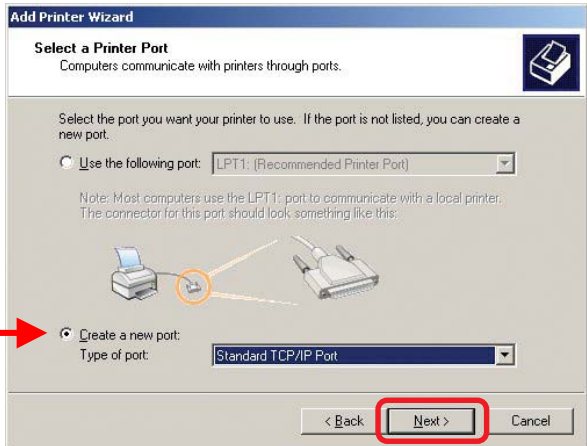 Add Printer Wizard
Select a Printer Port
Computers communicate with printers through ports.
Select the port you want your printer to use. If the port is not listed, you can create a
new port.
Use the following port: LPT1: (Recommended Printer Port)
Note: Most computers use the LPT1: port to communicate with a local printer.
The connector for this port should look something like this:
Create a new port:
Type of port: Standard TCP/IP Port
< Back Next > Cancel